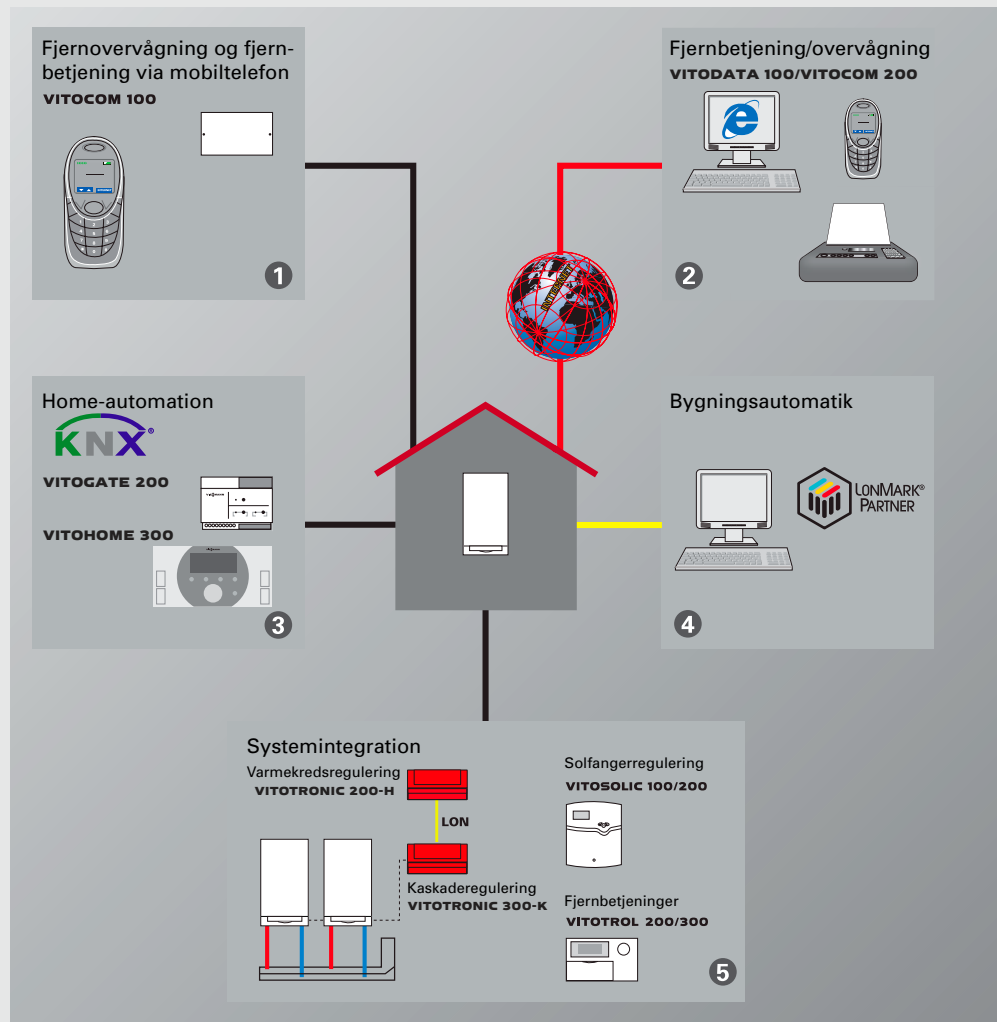 Fjernovervågning og fjern-
betjening via mobiltelefon
VITOCOM 100
1
Fjernbetjening/overvågning
VITODATA 100/VITOCOM 200
2
INTERNET
Home-automation
KNX®
VITOGATE 200
VITOHOME 300
3
Bygningsautomatik
LONMARK®
PARTNER
4
Systemintegration
Varmekredsregulering
VITOTRONIC 200-H
LON
Kaskaderegulering
VITOTRONIC 300-K
Solfangerregulering
VITOSOLIC 100/200
Fjernbetjeninger
VITOTROL 200/300
5